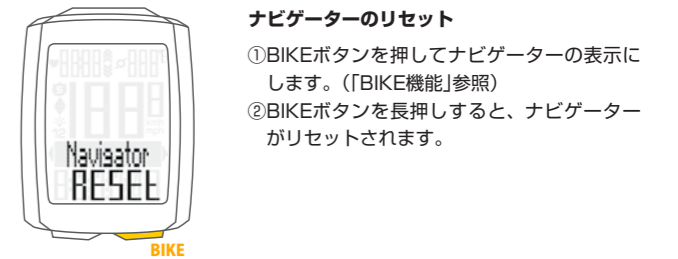 ナビゲーターのリセット
①BIKEボタンを押してナビゲーターの表示に
します。(「BIKE機能」参照)
②BIKEボタンを長押しすると、ナビゲーター
がリセットされます。
Navigator
RESEt
BIKE